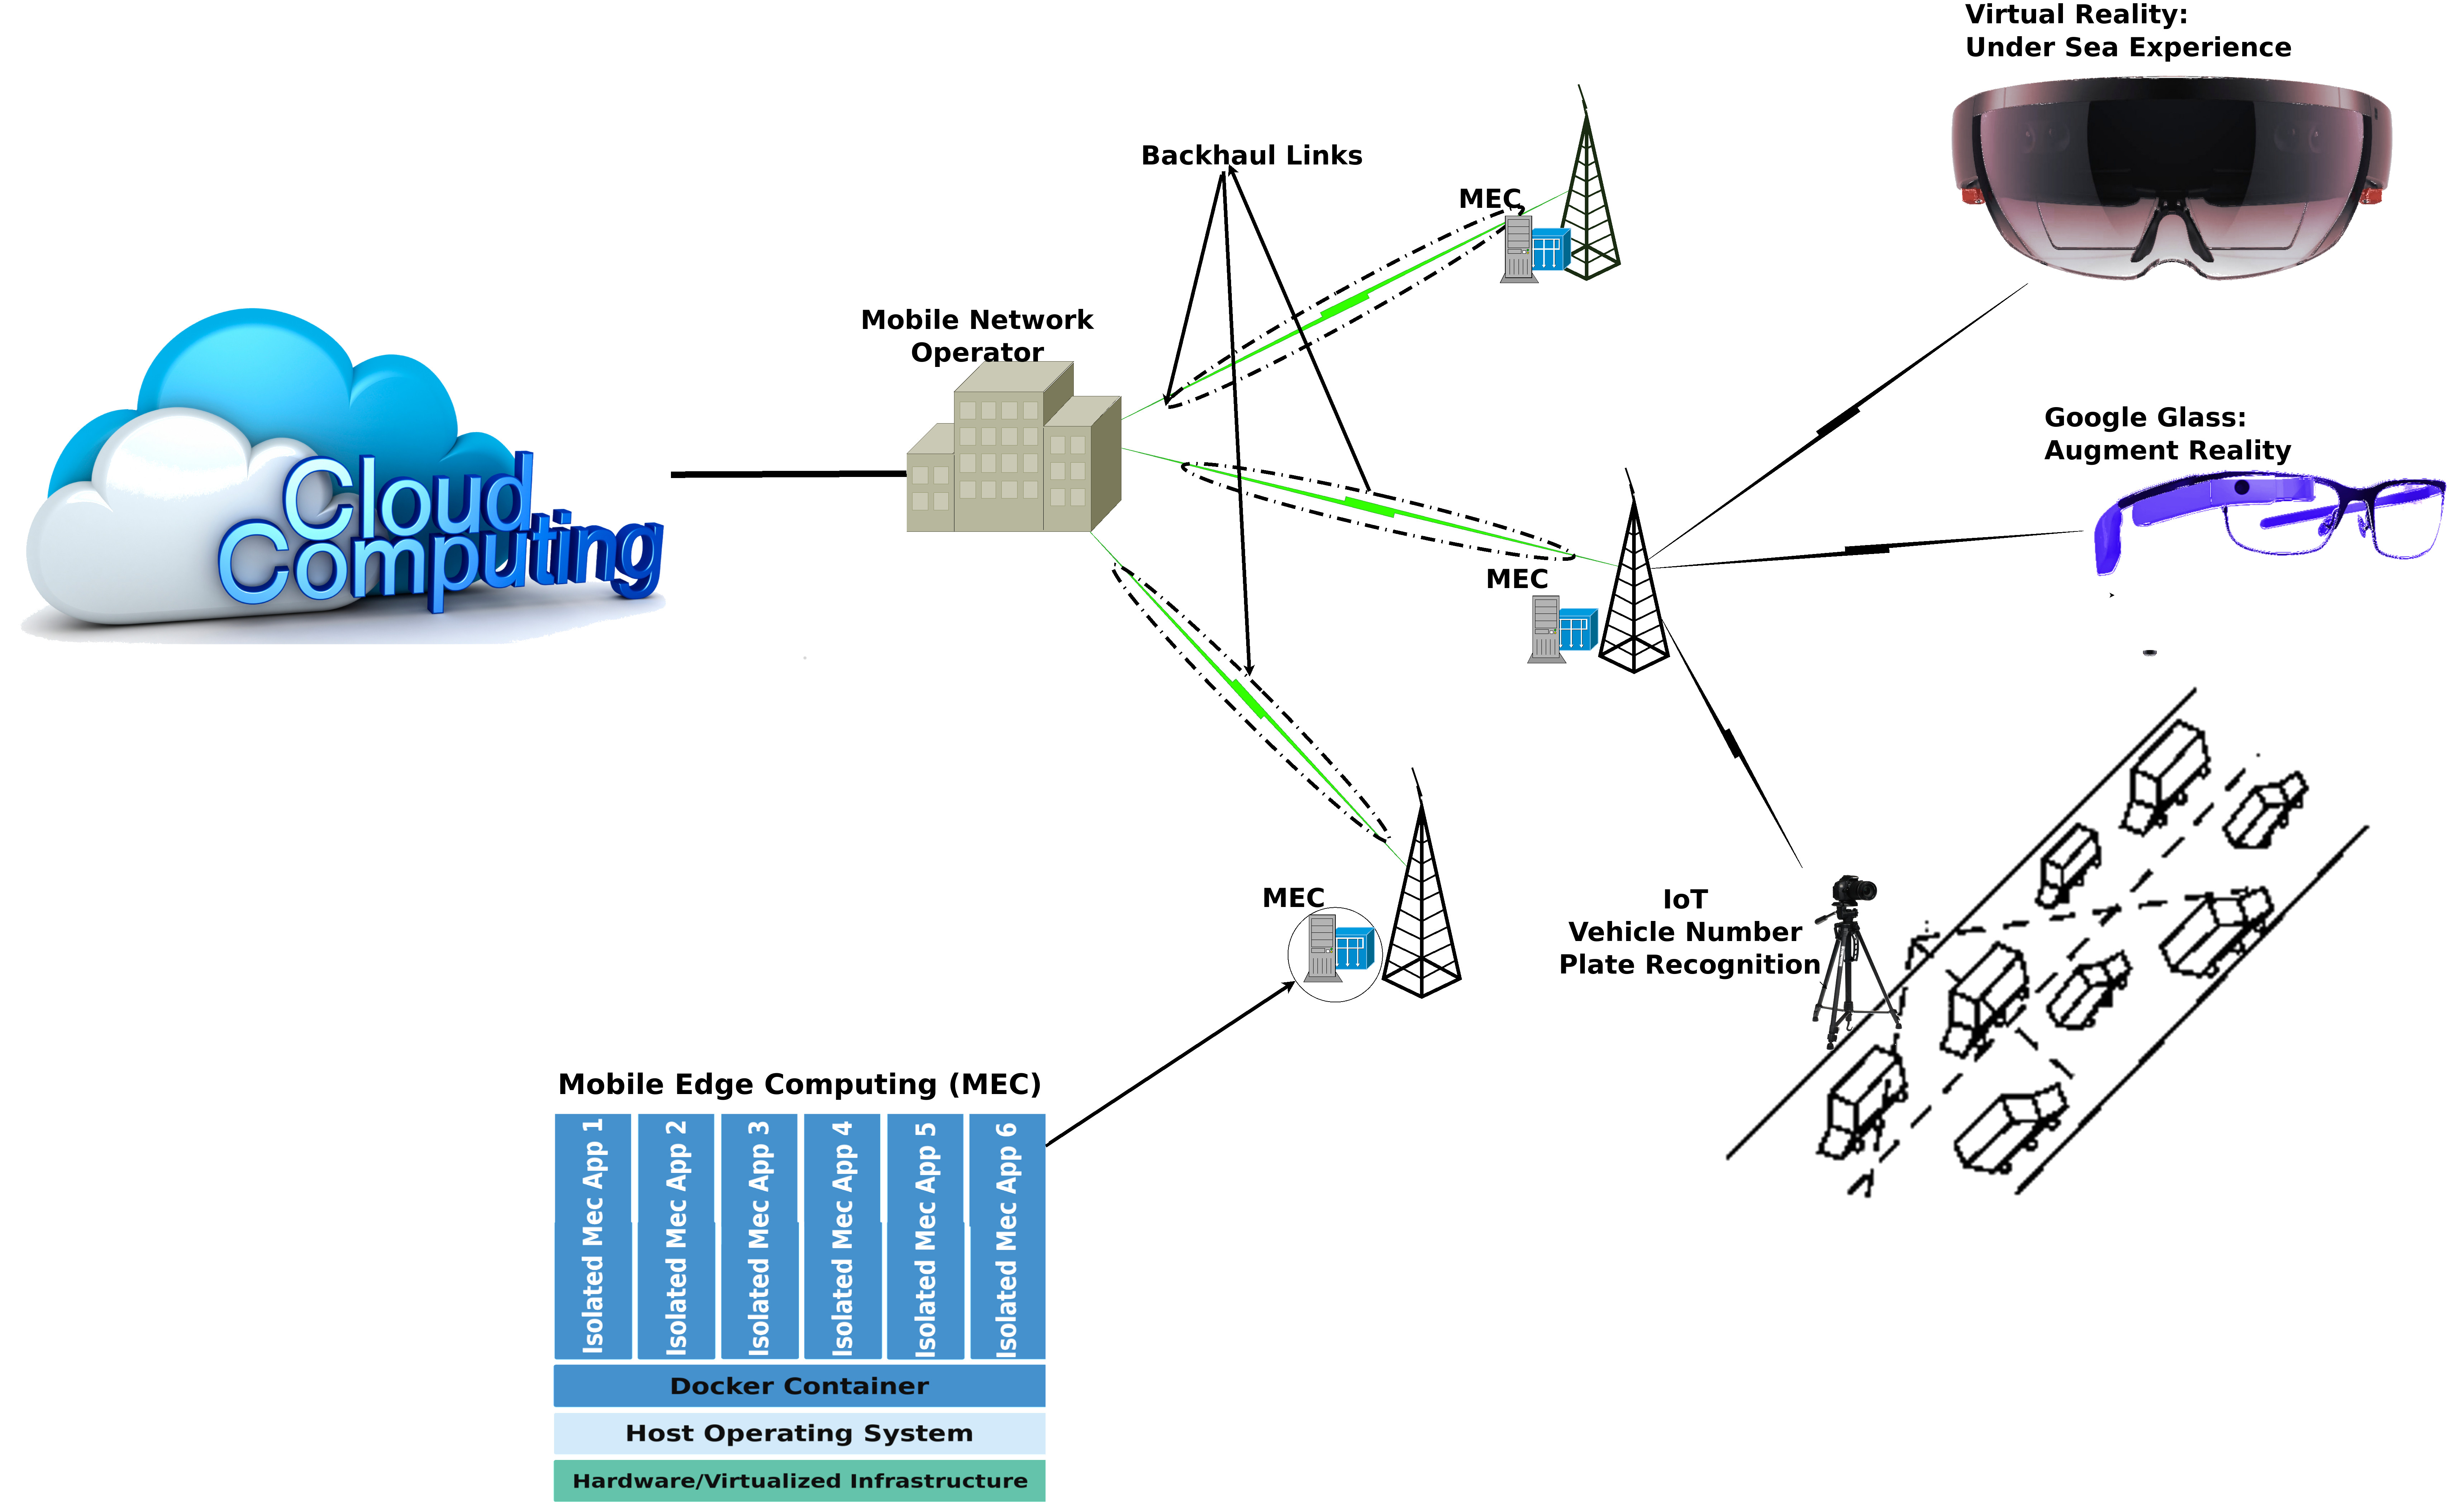 Virtual Reality:
Under Sea Experience
Backhaul Links
MEC
Mobile Network
Operator
Google Glass:
Augment Reality
Cloud
Computing
MEC
MEC
IoT
Vehicle Number
Plate Recognition
Mobile Edge Computing (MEC)
Isolated Mec App 1
Isolated Mec App 2
Isolated Mec App 3
Isolated Mec App 4
Isolated Mec App 5
Isolated Mec App 6
Docker Container
Host Operating System
Hardware/Virtualized Infrastructure